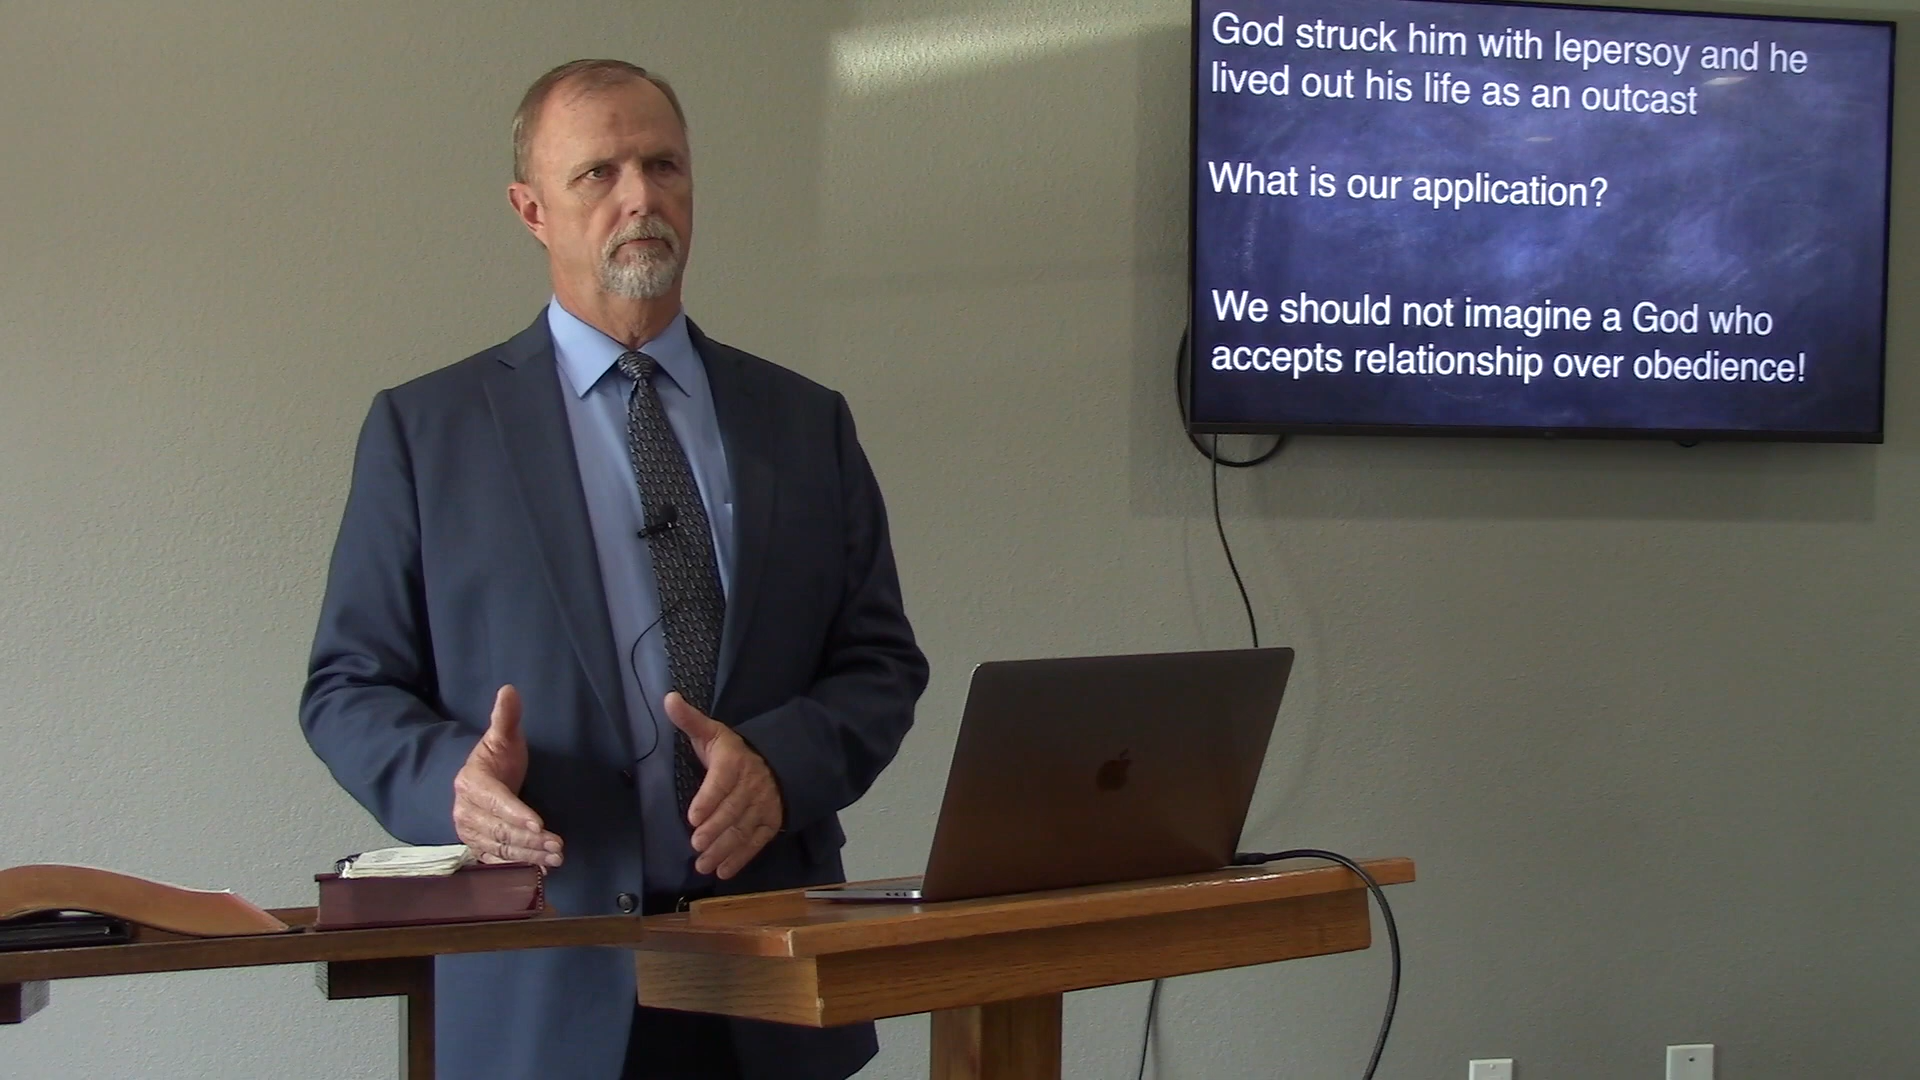 God struck him with lepersoy and he
lived out his life as an outcast
What is our application?
We should not imagine a God who
accepts relationship over obedience!